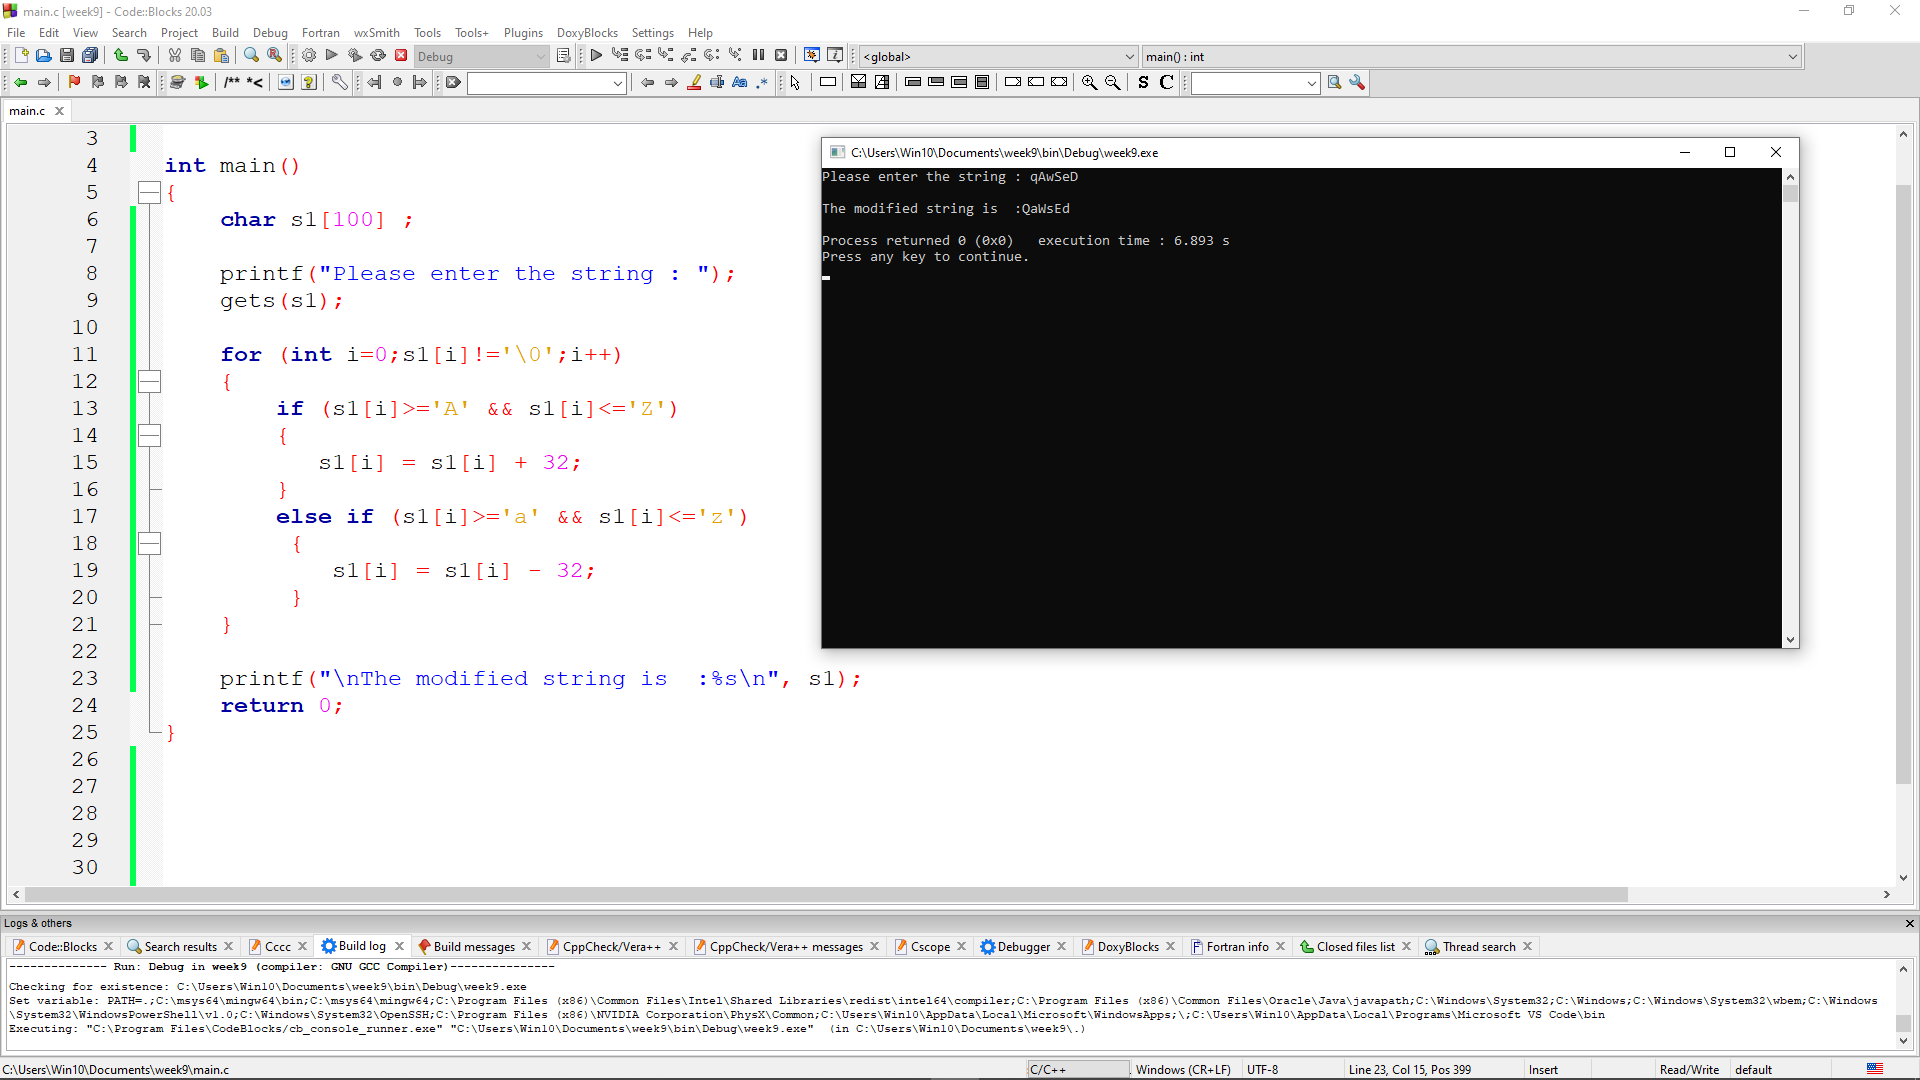 main.c [week9] - Code::Blocks 20.03
File Edit View Search Project Build Debug Fortran wxSmith Tools Tools+ Plugins DoxyBlocks Settings Help
Debug
<global>
main() : int
/** *<
Aa .*
S C
main.c
3
4 int main()
5 {
6 char s1[100] ;
7
8 printf("Please enter the string : ");
9 gets(s1);
10
11 for (int i=0;s1[i]!='\0';i++)
12 {
13 if (s1[i]>='A' && s1[i]<='Z')
14 {
15 s1[i] = s1[i] + 32;
16 }
17 else if (s1[i]>='a' && s1[i]<='z')
18 {
19 s1[i] = s1[i] - 32;
20 }
21 }
22
23 printf("\nThe modified string is  :%s\n", s1);
24 return 0;
25 }
26
27
28
29
30
C:\Users\Win10\Documents\week9\bin\Debug\week9.exe
Please enter the string : qAwSeD
The modified string is  :QaWsEd
Process returned 0 (0x0)   execution time : 6.893 s
Press any key to continue.
Logs & others
Code::Blocks Search results Cccc Build log Build messages CppCheck/Vera++ CppCheck/Vera++ messages Cscope Debugger DoxyBlocks Fortran info Closed files list Thread search
-------------- Run: Debug in week9 (compiler: GNU GCC Compiler)---------------
Checking for existence: C:\Users\Win10\Documents\week9\bin\Debug\week9.exe
Set variable: PATH=.;C:\msys64\mingw64\bin;C:\msys64\mingw64;C:\Program Files (x86)\Common Files\Intel\Shared Libraries\redist\intel64\compiler;C:\Program Files (x86)\Common Files\Oracle\Java\javapath;C:\Windows\System32;C:\Windows;C:\Windows\System32\wbem;C:\Windows
\System32\WindowsPowerShell\v1.0;C:\Windows\System32\OpenSSH;C:\Program Files (x86)\NVIDIA Corporation\PhysX\Common;C:\Users\Win10\AppData\Local\Microsoft\WindowsApps;\;C:\Users\Win10\AppData\Local\Programs\Microsoft VS Code\bin
Executing: "C:\Program Files\CodeBlocks/cb_console_runner.exe" "C:\Users\Win10\Documents\week9\bin\Debug\week9.exe"  (in C:\Users\Win10\Documents\week9\.)
C:\Users\Win10\Documents\week9\main.c C/C++ Windows (CR+LF) UTF-8 Line 23, Col 15, Pos 399 Insert Read/Write default